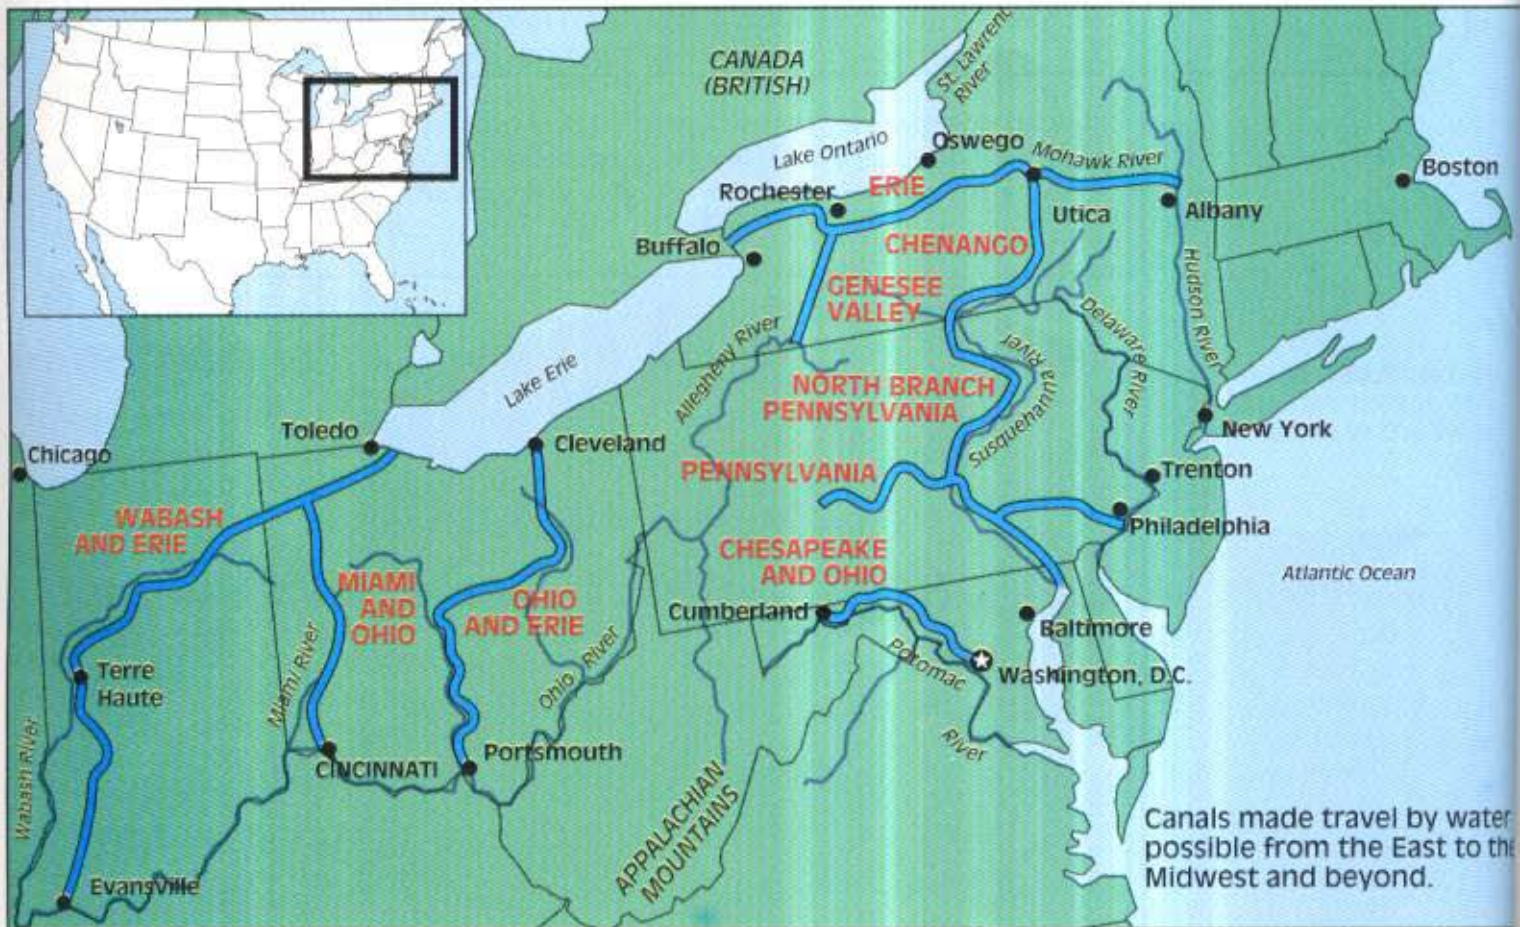 CANADA
(BRITISH)
St. Lawrence
River
Lake Ontario
Oswego
Mohawk River
Boston
Rochester
ERIE
Utica
Albany
Buffalo
CHENANGO
GENESEE
VALLEY
Hudson River
Delaware River
Allegheny River
Susquehanna River
Lake Erie
NORTH BRANCH
PENNSYLVANIA
New York
Toledo
Cleveland
Chicago
PENNSYLVANIA
Trenton
Philadelphia
WABASH
AND ERIE
CHESAPEAKE
AND OHIO
Atlantic Ocean
MIAMI
AND
OHIO
OHIO
AND ERIE
Cumberland
Baltimore
Potomac
River
Washington, D.C.
Terre
Haute
Miami River
Ohio River
Wabash River
CINCINNATI
Portsmouth
APPALACHIAN
MOUNTAINS
Evansville
Canals made travel by water
possible from the East to the
Midwest and beyond.